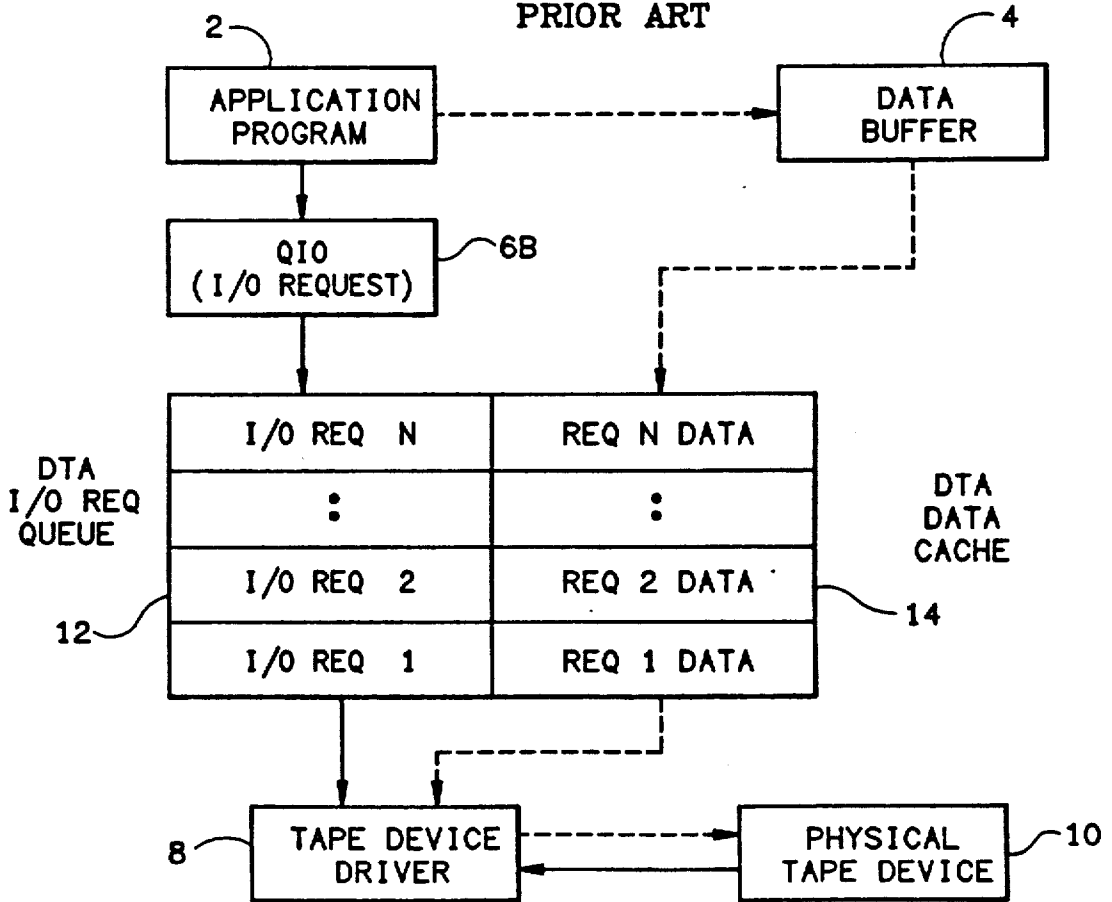 PRIOR ART
2
4
APPLICATION
PROGRAM
DATA
BUFFER
QIO
(I/O REQUEST)
6B
I/O REQ N
REQ N DATA
DTA
I/O REQ
QUEUE
DTA
DATA
CACHE
I/O REQ 2
REQ 2 DATA
12
14
I/O REQ 1
REQ 1 DATA
8
TAPE DEVICE
DRIVER
PHYSICAL
TAPE DEVICE
10